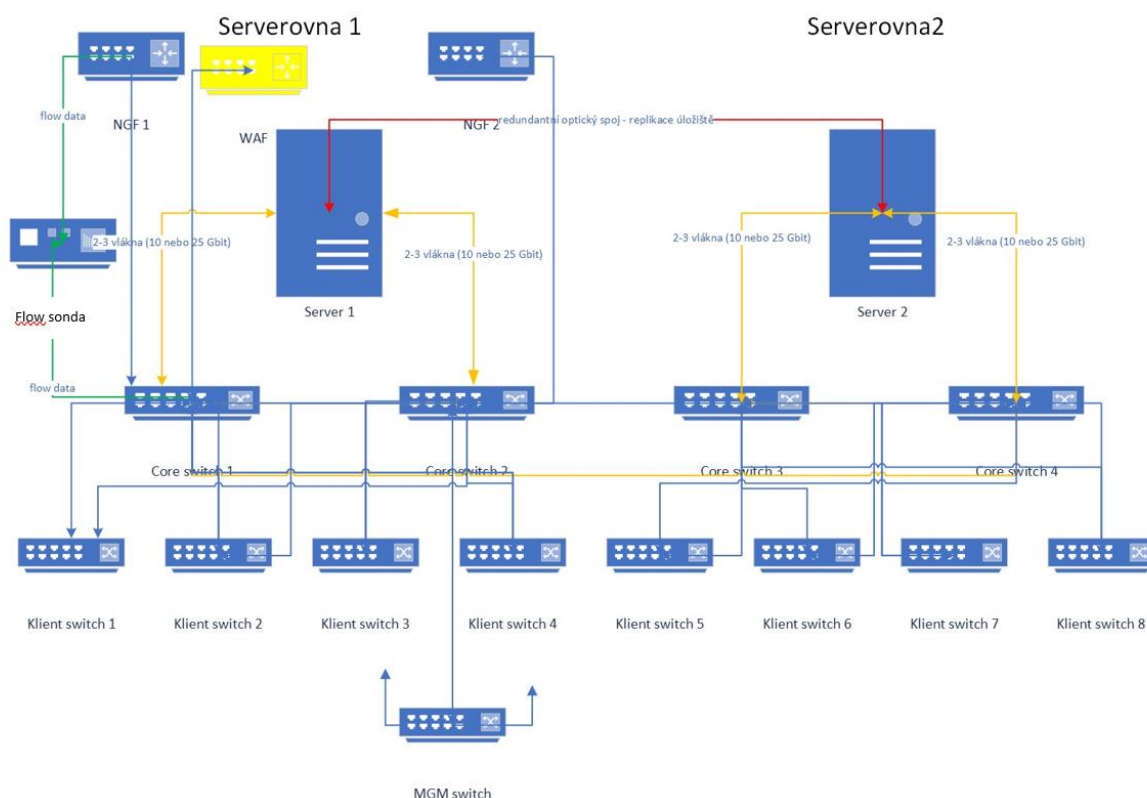 Serverovna 1
Serverovna2
flow data
NGF 1
WAF
NGF 2
redundantní optický spoj - replikace úložiště
2-3 vlákna (10 nebo 25 Gbit)
2-3 vlákna (10 nebo 25 Gbit)
2-3 vlákna (10 nebo 25 Gbit)
2-3 vlákna (10 nebo 25 Gbit)
Flow sonda
Server 1
Server 2
flow data
Core switch 1
Core switch 2
Core switch 3
Core switch 4
Klient switch 1
Klient switch 2
Klient switch 3
Klient switch 4
Klient switch 5
Klient switch 6
Klient switch 7
Klient switch 8
MGM switch